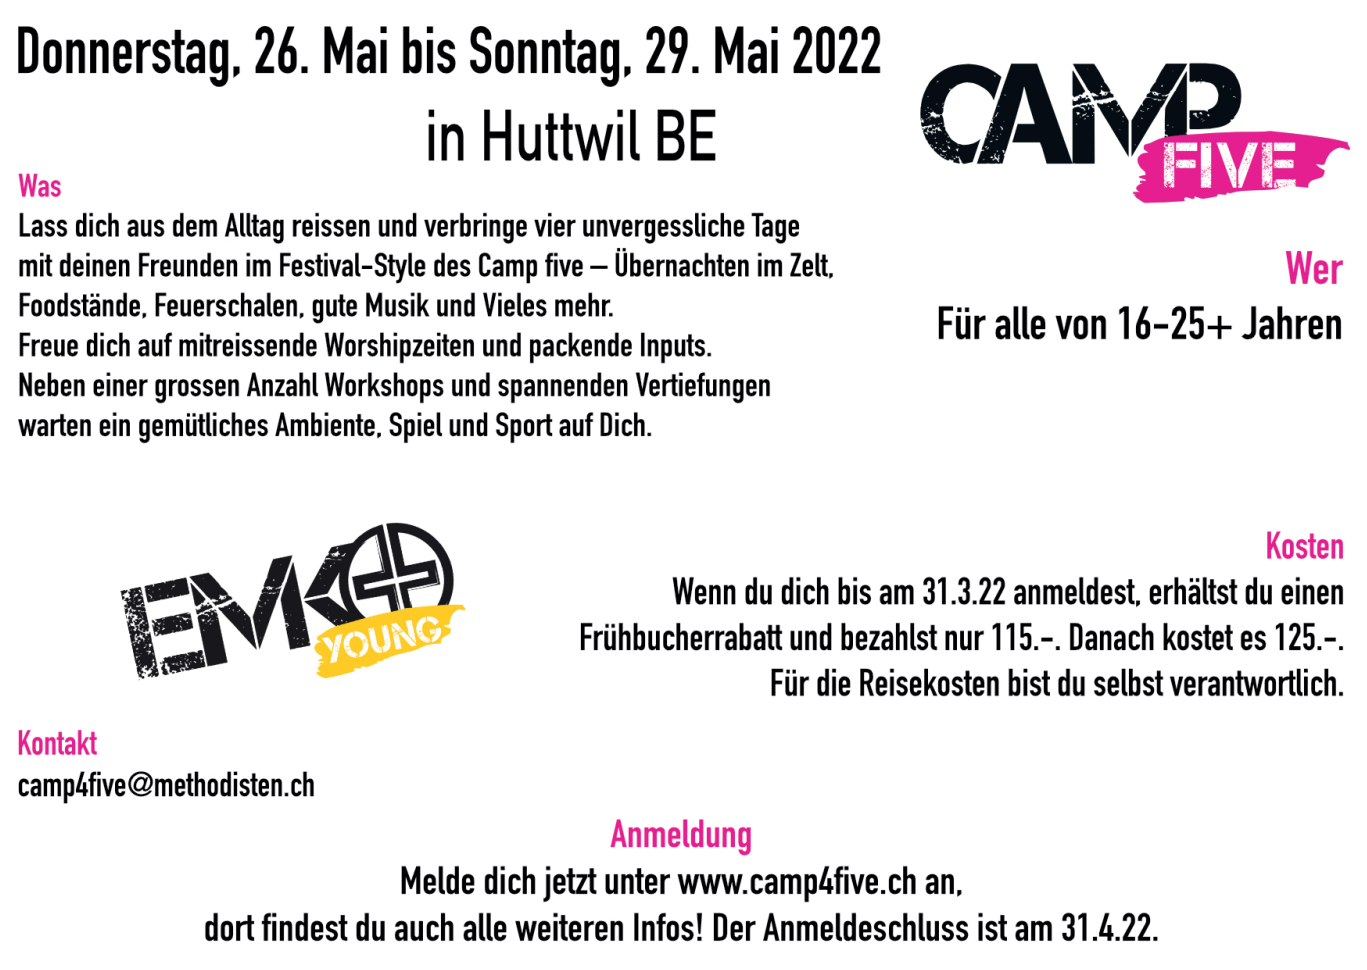 Donnerstag, 26. Mai bis Sonntag, 29. Mai 2022
in Huttwil BE
CAMP
FIVE
Was
Lass dich aus dem Alltag reissen und verbringe vier unvergessliche Tage
mit deinen Freunden im Festival-Style des Camp five – Übernachten im Zelt,
Foodstände, Feuerschalen, gute Musik und Vieles mehr.
Freue dich auf mitreissende Worshipzeiten und packende Inputs.
Neben einer grossen Anzahl Workshops und spannenden Vertiefungen
warten ein gemütliches Ambiente, Spiel und Sport auf Dich.
Wer
Für alle von 16-25+ Jahren
EMK
YOUNG
Kosten
Wenn du dich bis am 31.3.22 anmeldest, erhältst du einen
Frühbucherrabatt und bezahlst nur 115.-. Danach kostet es 125.-.
Für die Reisekosten bist du selbst verantwortlich.
Kontakt
camp4five@methodisten.ch
Anmeldung
Melde dich jetzt unter www.camp4five.ch an,
dort findest du auch alle weiteren Infos! Der Anmeldeschluss ist am 31.4.22.